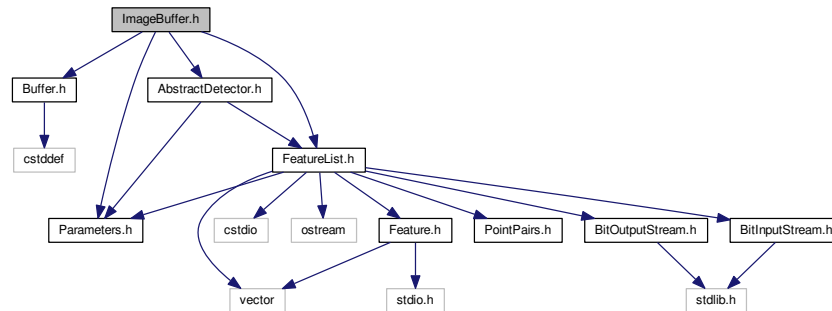 ImageBuffer.h
Buffer.h
AbstractDetector.h
cstddef
FeatureList.h
Parameters.h
cstdio
ostream
Feature.h
PointPairs.h
BitOutputStream.h
BitInputStream.h
vector
stdio.h
stdlib.h